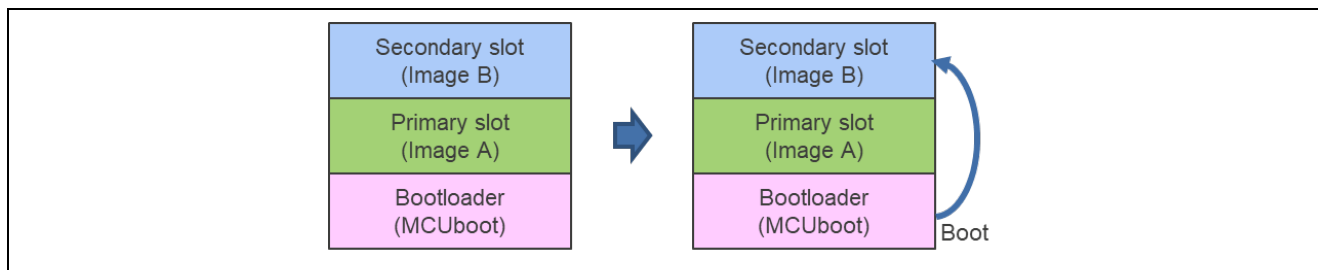 Secondary slot
(Image B)
Primary slot
(Image A)
Bootloader
(MCUboot)
Secondary slot
(Image B)
Primary slot
(Image A)
Bootloader
(MCUboot)
Boot